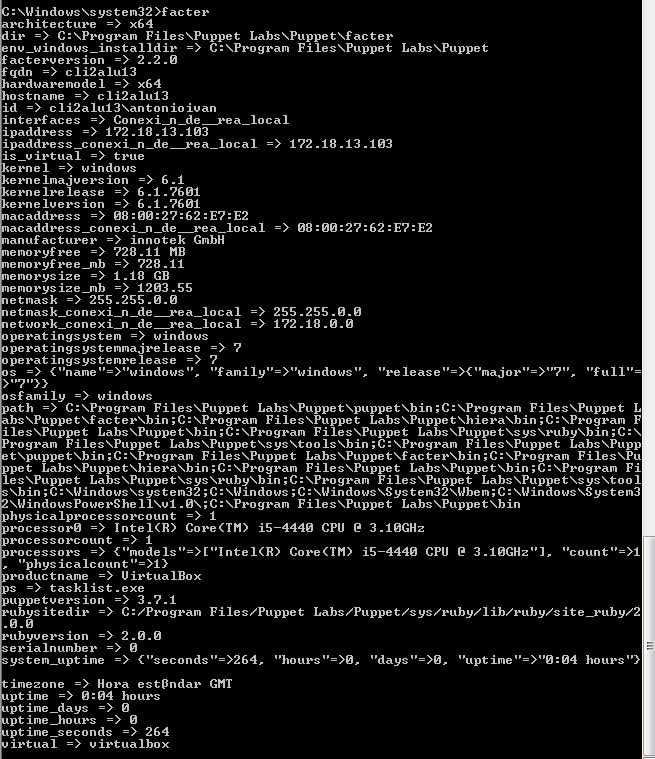 C:\Windows\system32>facter
architecture => x64
dir => C:\Program Files\Puppet Labs\Puppet\facter
env_windows_installdir => C:\Program Files\Puppet Labs\Puppet
facterversion => 2.2.0
fqdn => cli2alu13
hardwaremodel => x64
hostname => cli2alu13
id => cli2alu13\antonioivan
interfaces => Conexi_n_de__rea_local
ipaddress => 172.18.13.103
ipaddress_conexi_n_de__rea_local => 172.18.13.103
is_virtual => true
kernel => windows
kernelmajversion => 6.1
kernelrelease => 6.1.7601
kernelversion => 6.1.7601
macaddress => 08:00:27:62:E7:E2
macaddress_conexi_n_de__rea_local => 08:00:27:62:E7:E2
manufacturer => innotek GmbH
memoryfree => 728.11 MB
memoryfree_mb => 728.11
memorysize => 1.18 GB
memorysize_mb => 1203.55
netmask => 255.255.0.0
netmask_conexi_n_de__rea_local => 255.255.0.0
network_conexi_n_de__rea_local => 172.18.0.0
operatingsystem => windows
operatingsystemmajrelease => 7
operatingsystemrelease => 7
os => {"name"=>"windows", "family"=>"windows", "release"=>{"major"=>"7", "full"=
>"7"}}
osfamily => windows
path => C:\Program Files\Puppet Labs\Puppet\puppet\bin;C:\Program Files\Puppet L
abs\Puppet\facter\bin;C:\Program Files\Puppet Labs\Puppet\hiera\bin;C:\Program F
iles\Puppet Labs\Puppet\bin;C:\Program Files\Puppet Labs\Puppet\sys\ruby\bin;C:\
Program Files\Puppet Labs\Puppet\sys\tools\bin;C:\Program Files\Puppet Labs\Pupp
et\puppet\bin;C:\Program Files\Puppet Labs\Puppet\facter\bin;C:\Program Files\Pu
ppet Labs\Puppet\hiera\bin;C:\Program Files\Puppet Labs\Puppet\bin;C:\Program Fi
les\Puppet Labs\Puppet\sys\ruby\bin;C:\Program Files\Puppet Labs\Puppet\sys\tool
s\bin;C:\Windows\system32;C:\Windows;C:\Windows\System32\Wbem;C:\Windows\System3
2\WindowsPowerShell\v1.0\;C:\Program Files\Puppet Labs\Puppet\bin
physicalprocessorcount => 1
processor0 => Intel(R) Core(TM) i5-4440 CPU @ 3.10GHz
processorcount => 1
processors => {"models"=>["Intel(R) Core(TM) i5-4440 CPU @ 3.10GHz"], "count"=>1
, "physicalcount"=>1}
productname => VirtualBox
ps => tasklist.exe
puppetversion => 3.7.1
rubysitedir => C:/Program Files/Puppet Labs/Puppet/sys/ruby/lib/ruby/site_ruby/2
.0.0
rubyversion => 2.0.0
serialnumber => 0
system_uptime => {"seconds"=>264, "hours"=>0, "days"=>0, "uptime"=>"0:04 hours"}
timezone => Hora est@ndar GMT
uptime => 0:04 hours
uptime_days => 0
uptime_hours => 0
uptime_seconds => 264
virtual => virtualbox